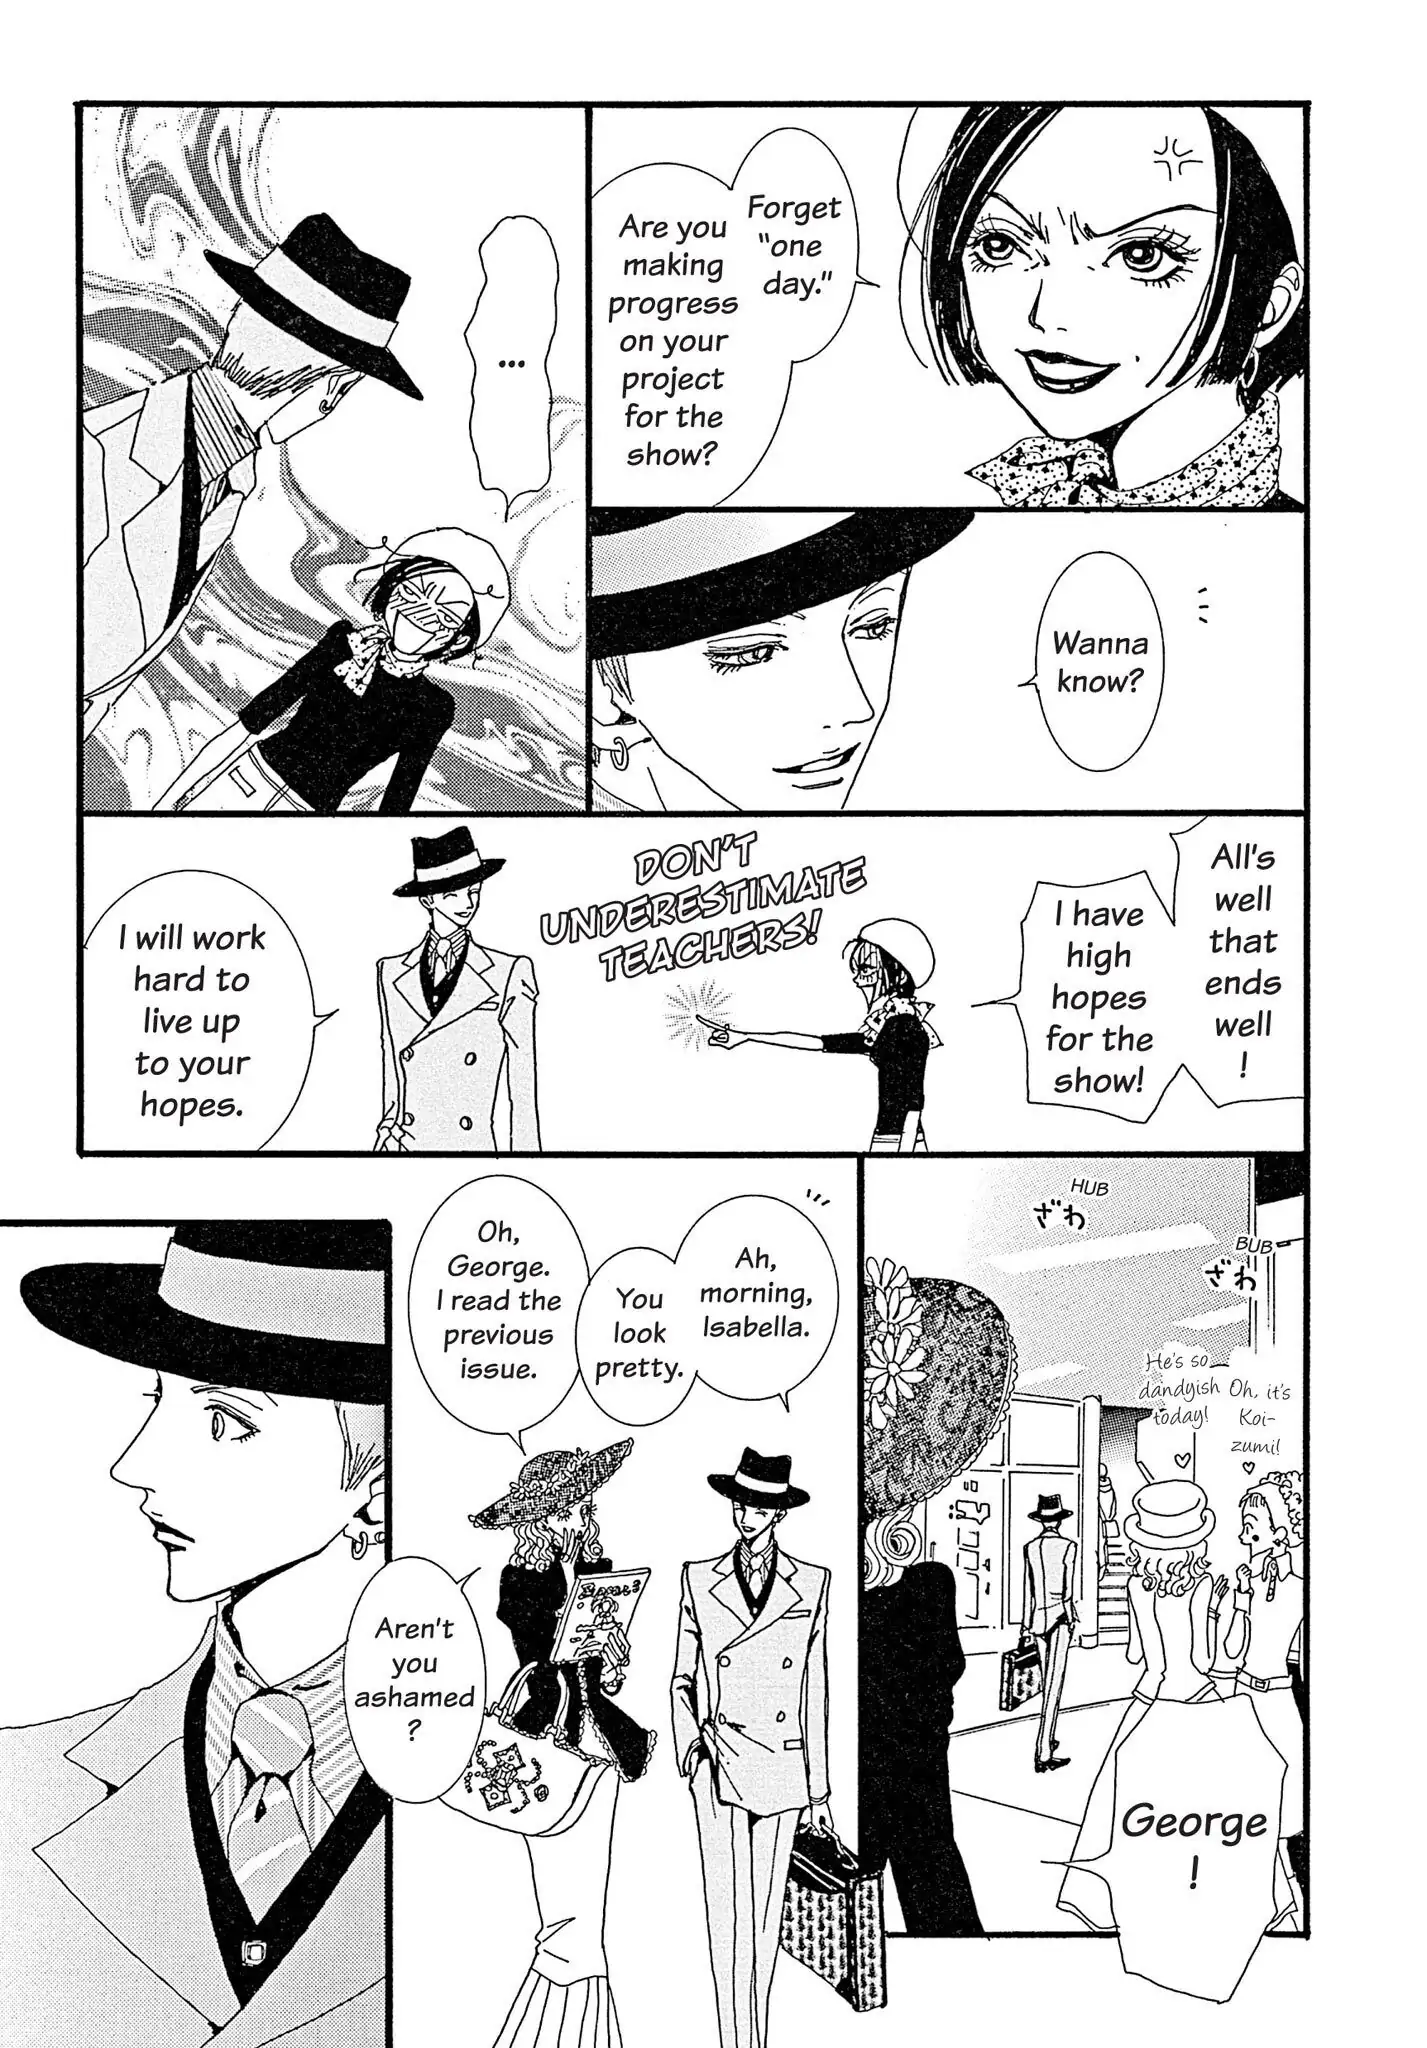 Forget
"one
day."
Are you
making
progress
on your
project
for the
show?
Wanna
know?
...
All's
well
that
ends
well
!
I have
high
hopes
for the
show!
DON'T
UNDERESTIMATE
TEACHERS!
I will work
hard to
live up
to your
hopes.
HUB
ざわ
BUB
ざわ
Oh, it's
Koi-
zumi!
He's so
dandyish
today!
George
!
Ah,
morning,
Isabella.
You
look
pretty.
Oh,
George.
I read the
previous
issue.
Aren't
you
ashamed
?